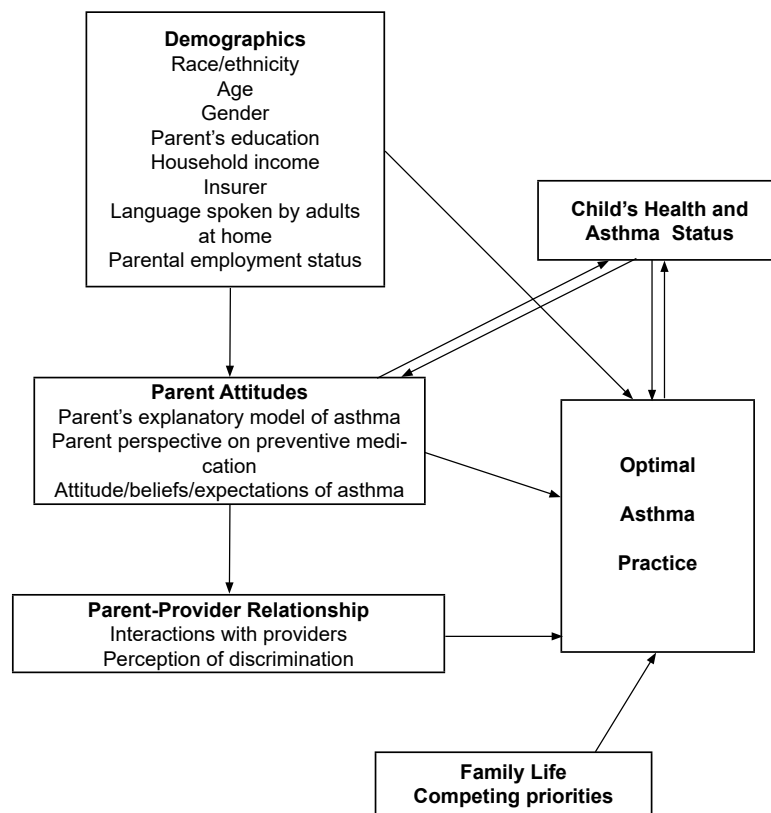 Demographics
Race/ethnicity
Age
Gender
Parent's education
Household income
Insurer
Language spoken by adults
at home
Parental employment status
Child's Health and
Asthma Status
Parent Attitudes
Parent's explanatory model of asthma
Parent perspective on preventive medi-
cation
Attitude/beliefs/expectations of asthma
Optimal
Asthma
Practice
Parent-Provider Relationship
Interactions with providers
Perception of discrimination
Family Life
Competing priorities